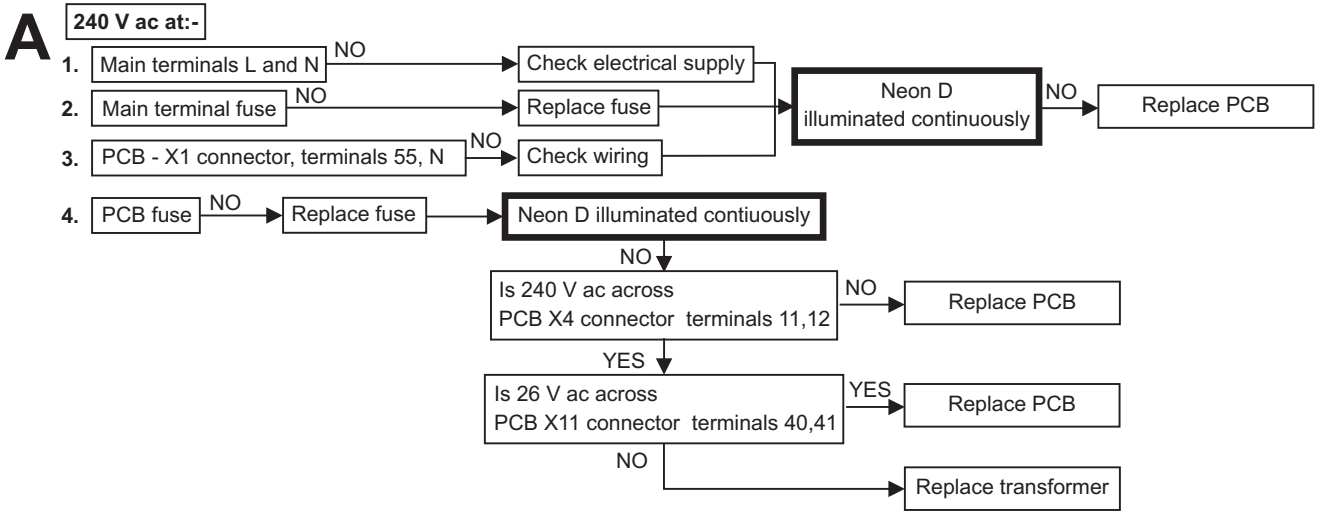 A
240 V ac at:-
1. Main terminals L and N
NO
Check electrical supply
2. Main terminal fuse
NO
Replace fuse
Neon D
illuminated continuously
NO
Replace PCB
3. PCB - X1 connector, terminals 55, N
NO
Check wiring
4. PCB fuse
NO
Replace fuse
Neon D illuminated contiuously
NO
Is 240 V ac across
PCB X4 connector terminals 11,12
NO
Replace PCB
YES
Is 26 V ac across
PCB X11 connector terminals 40,41
YES
Replace PCB
NO
Replace transformer